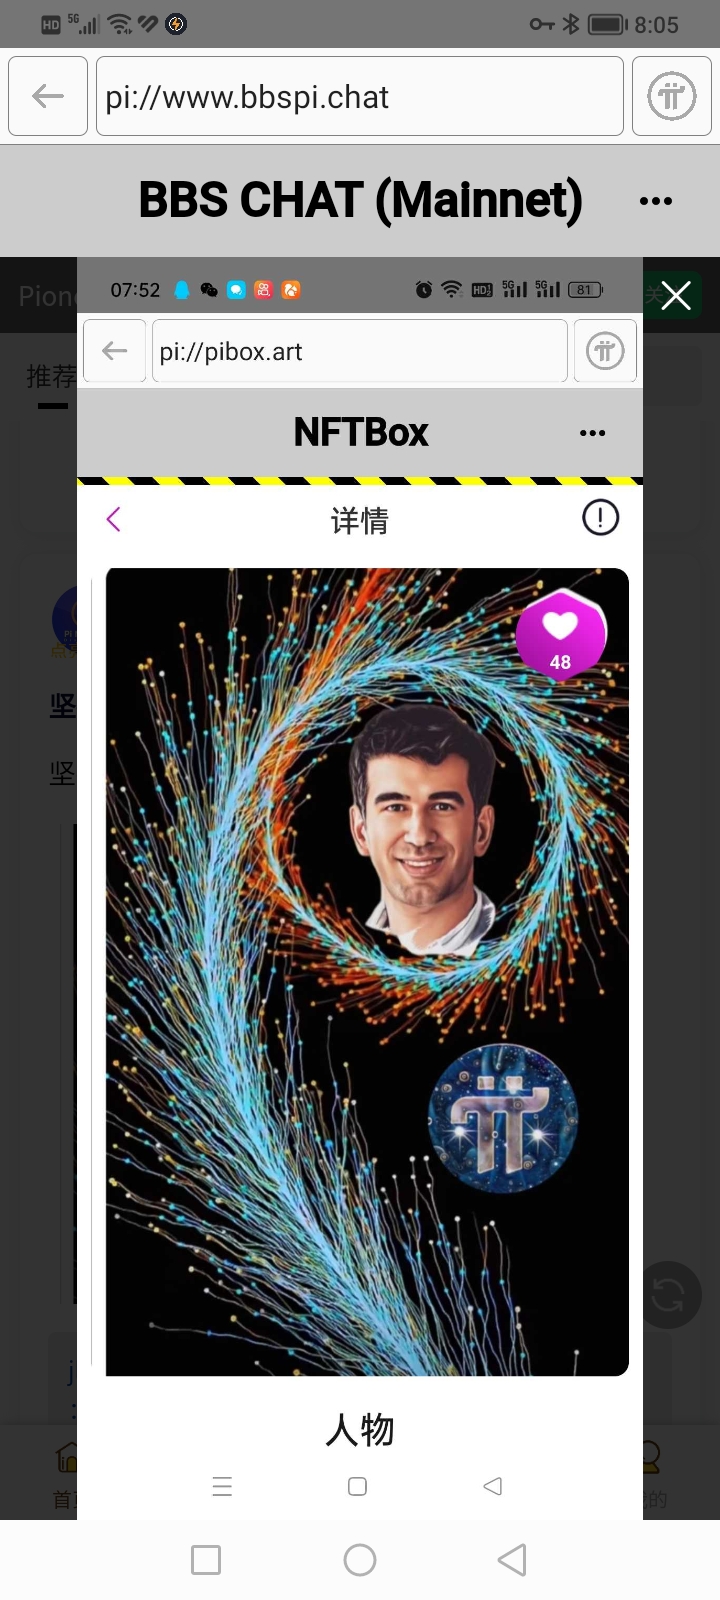 HD 5G 8:05
pi://www.bbspi.chat
BBS CHAT (Mainnet)
07:52 HD 5G 5G 81
Pion
关
pi://pibox.art
推荐
NFTBox
详情
48
坚
坚
j
人物
首
的